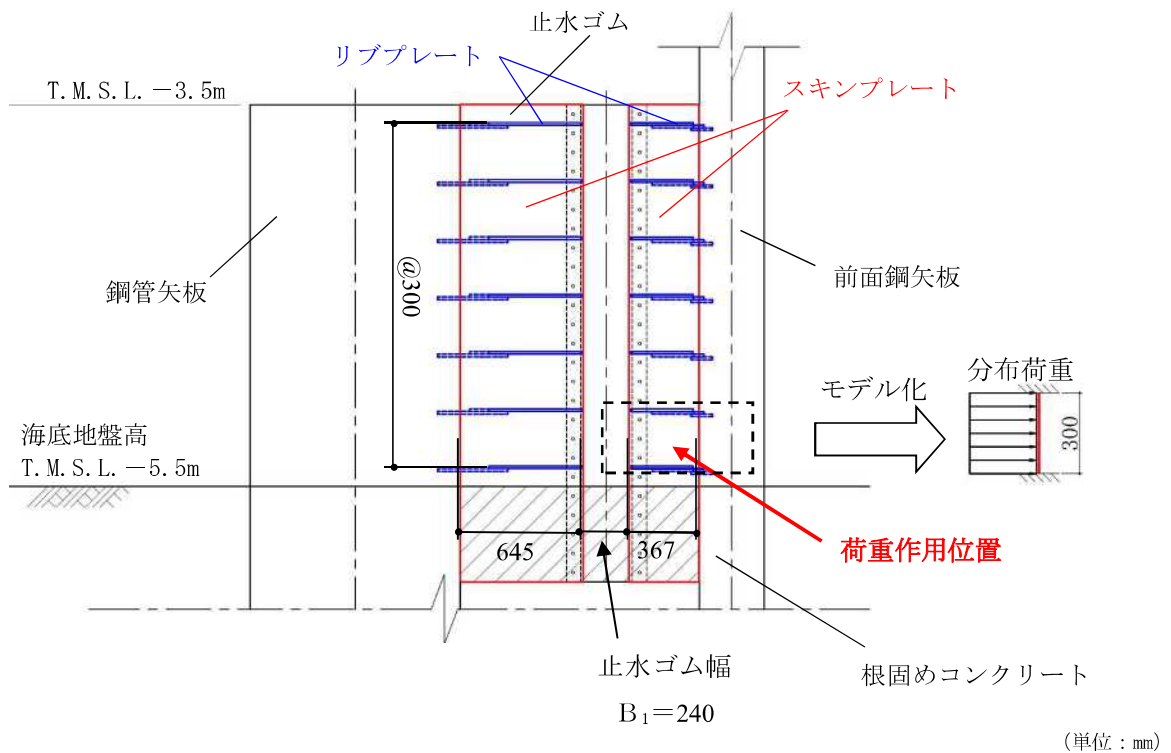 止水ゴム
リブプレート
T.M.S.L.－3.5m
スキンプレート
@300
鋼管矢板
前面鋼矢板
モデル化
分布荷重
300
海底地盤高
T.M.S.L.－5.5m
645
367
荷重作用位置
止水ゴム幅
B₁＝240
根固めコンクリート
(単位：mm)